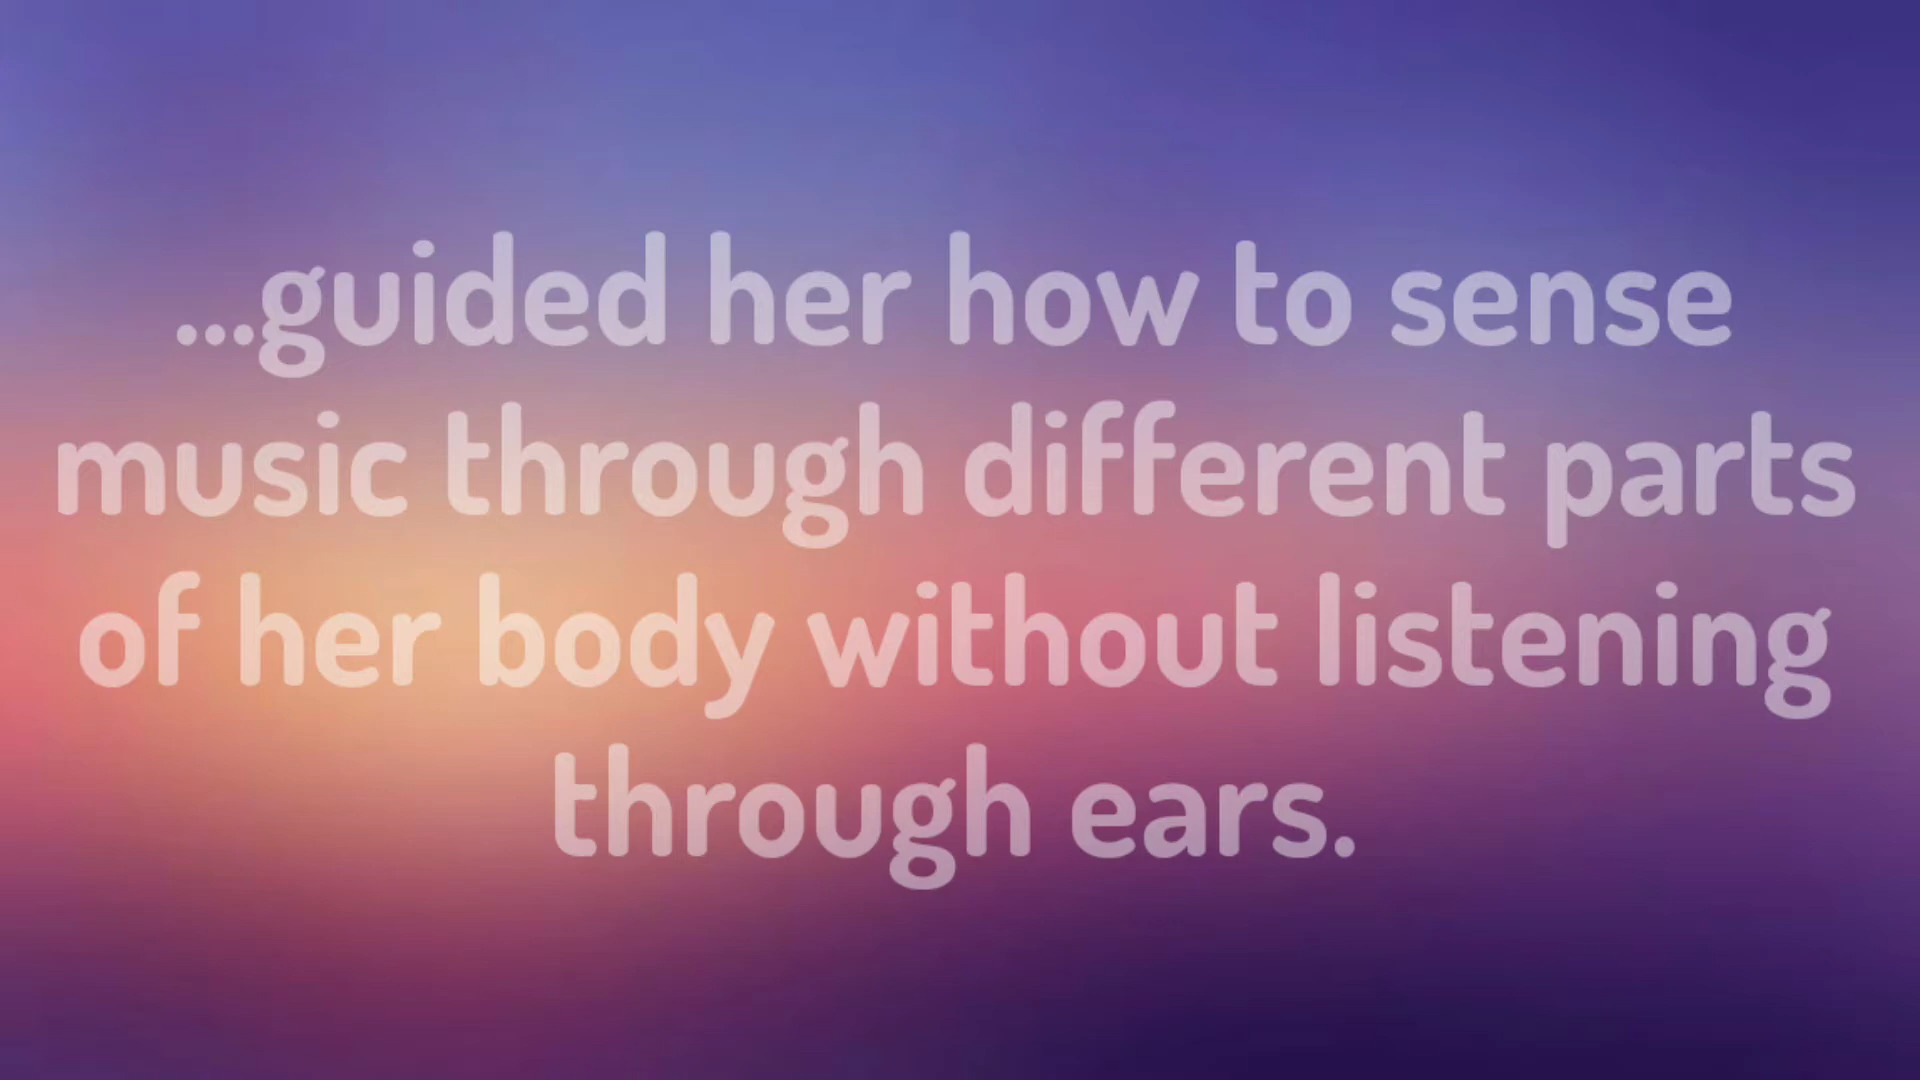 ...guided her how to sense
music through different parts
of her body without listening
through ears.